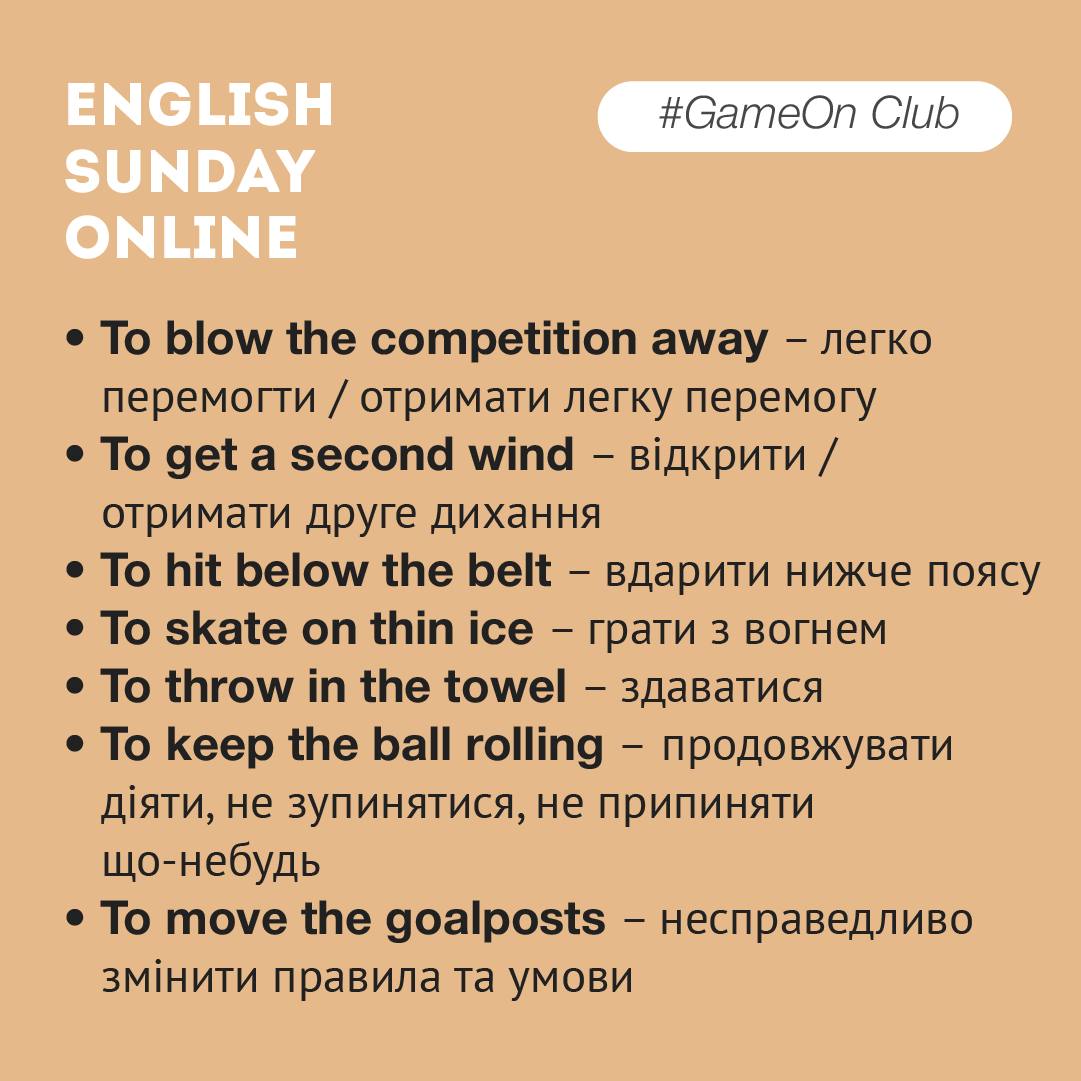 ENGLISH
SUNDAY
ONLINE
#GameOn Club
• To blow the competition away – легко
перемогти / отримати легку перемогу
• To get a second wind – відкрити /
отримати друге дихання
• To hit below the belt – вдарити нижче поясу
• To skate on thin ice – грати з вогнем
• To throw in the towel – здаватися
• To keep the ball rolling – продовжувати
діяти, не зупинятися, не припиняти
що-небудь
• To move the goalposts – несправедливо
змінити правила та умови